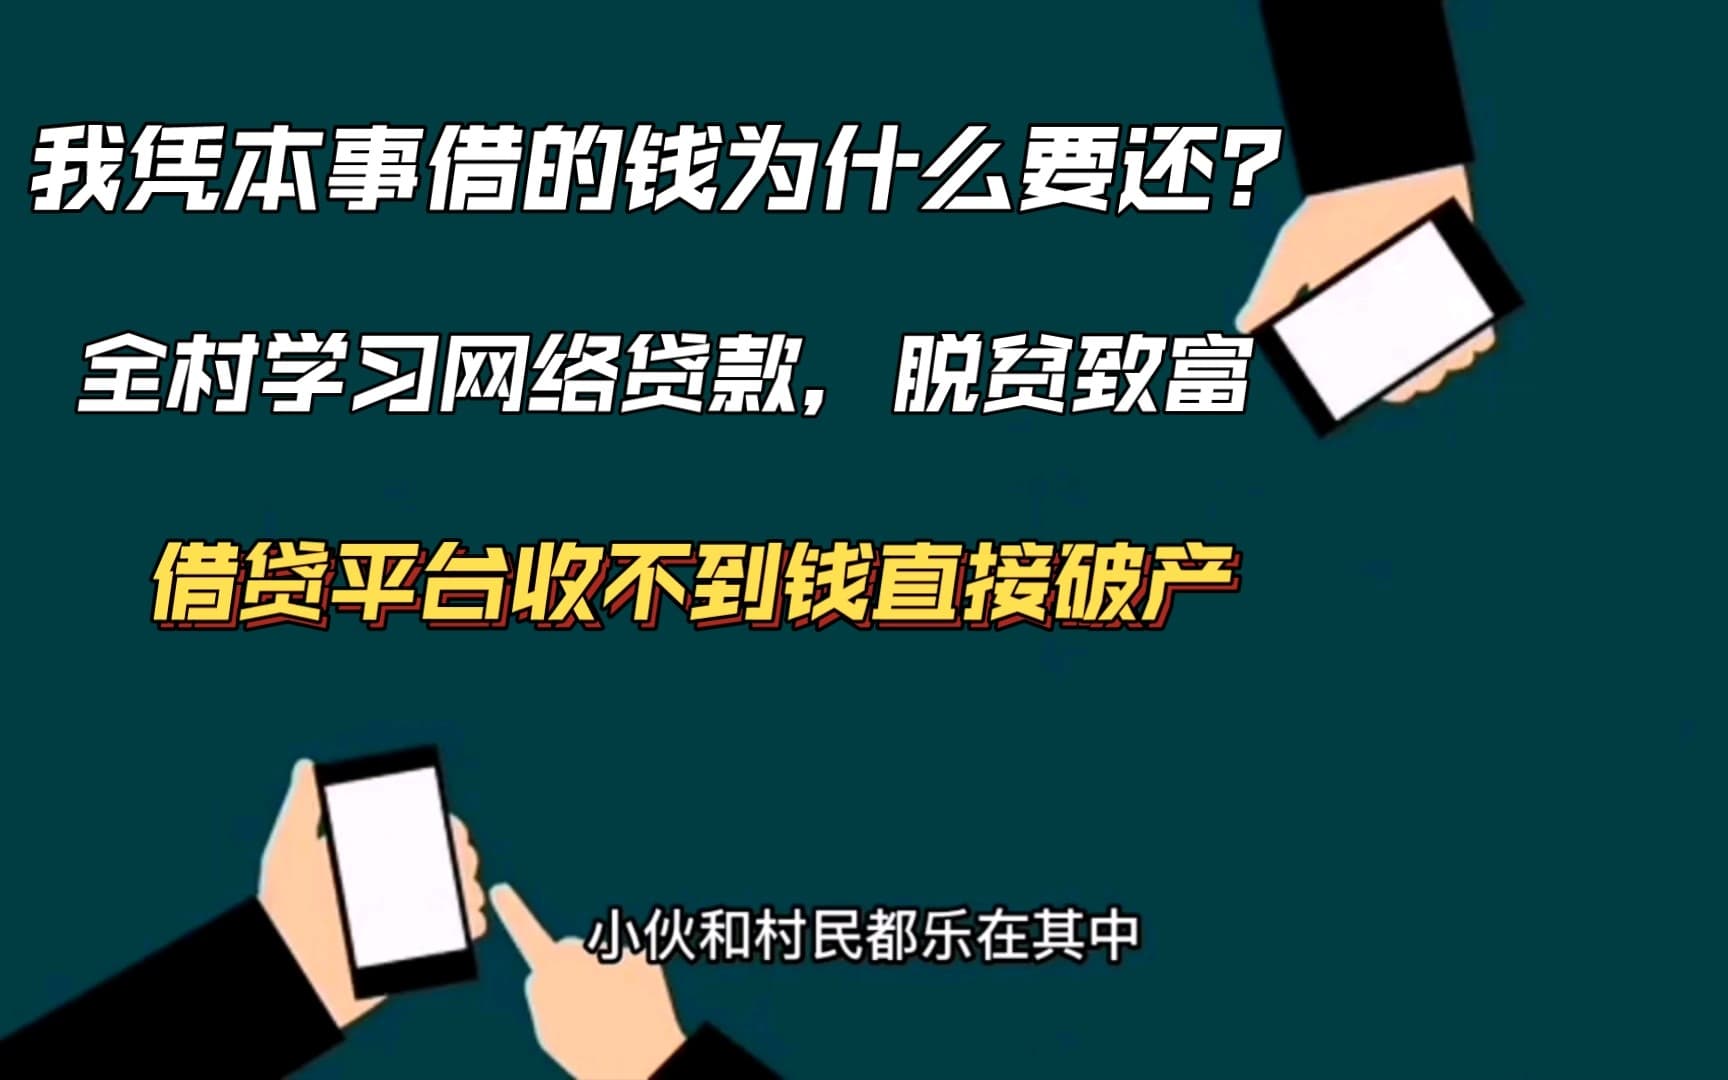 我凭本事借的钱为什么要还?
全村学习网络贷款，脱贫致富
借贷平台收不到钱直接破产
小伙和村民都乐在其中